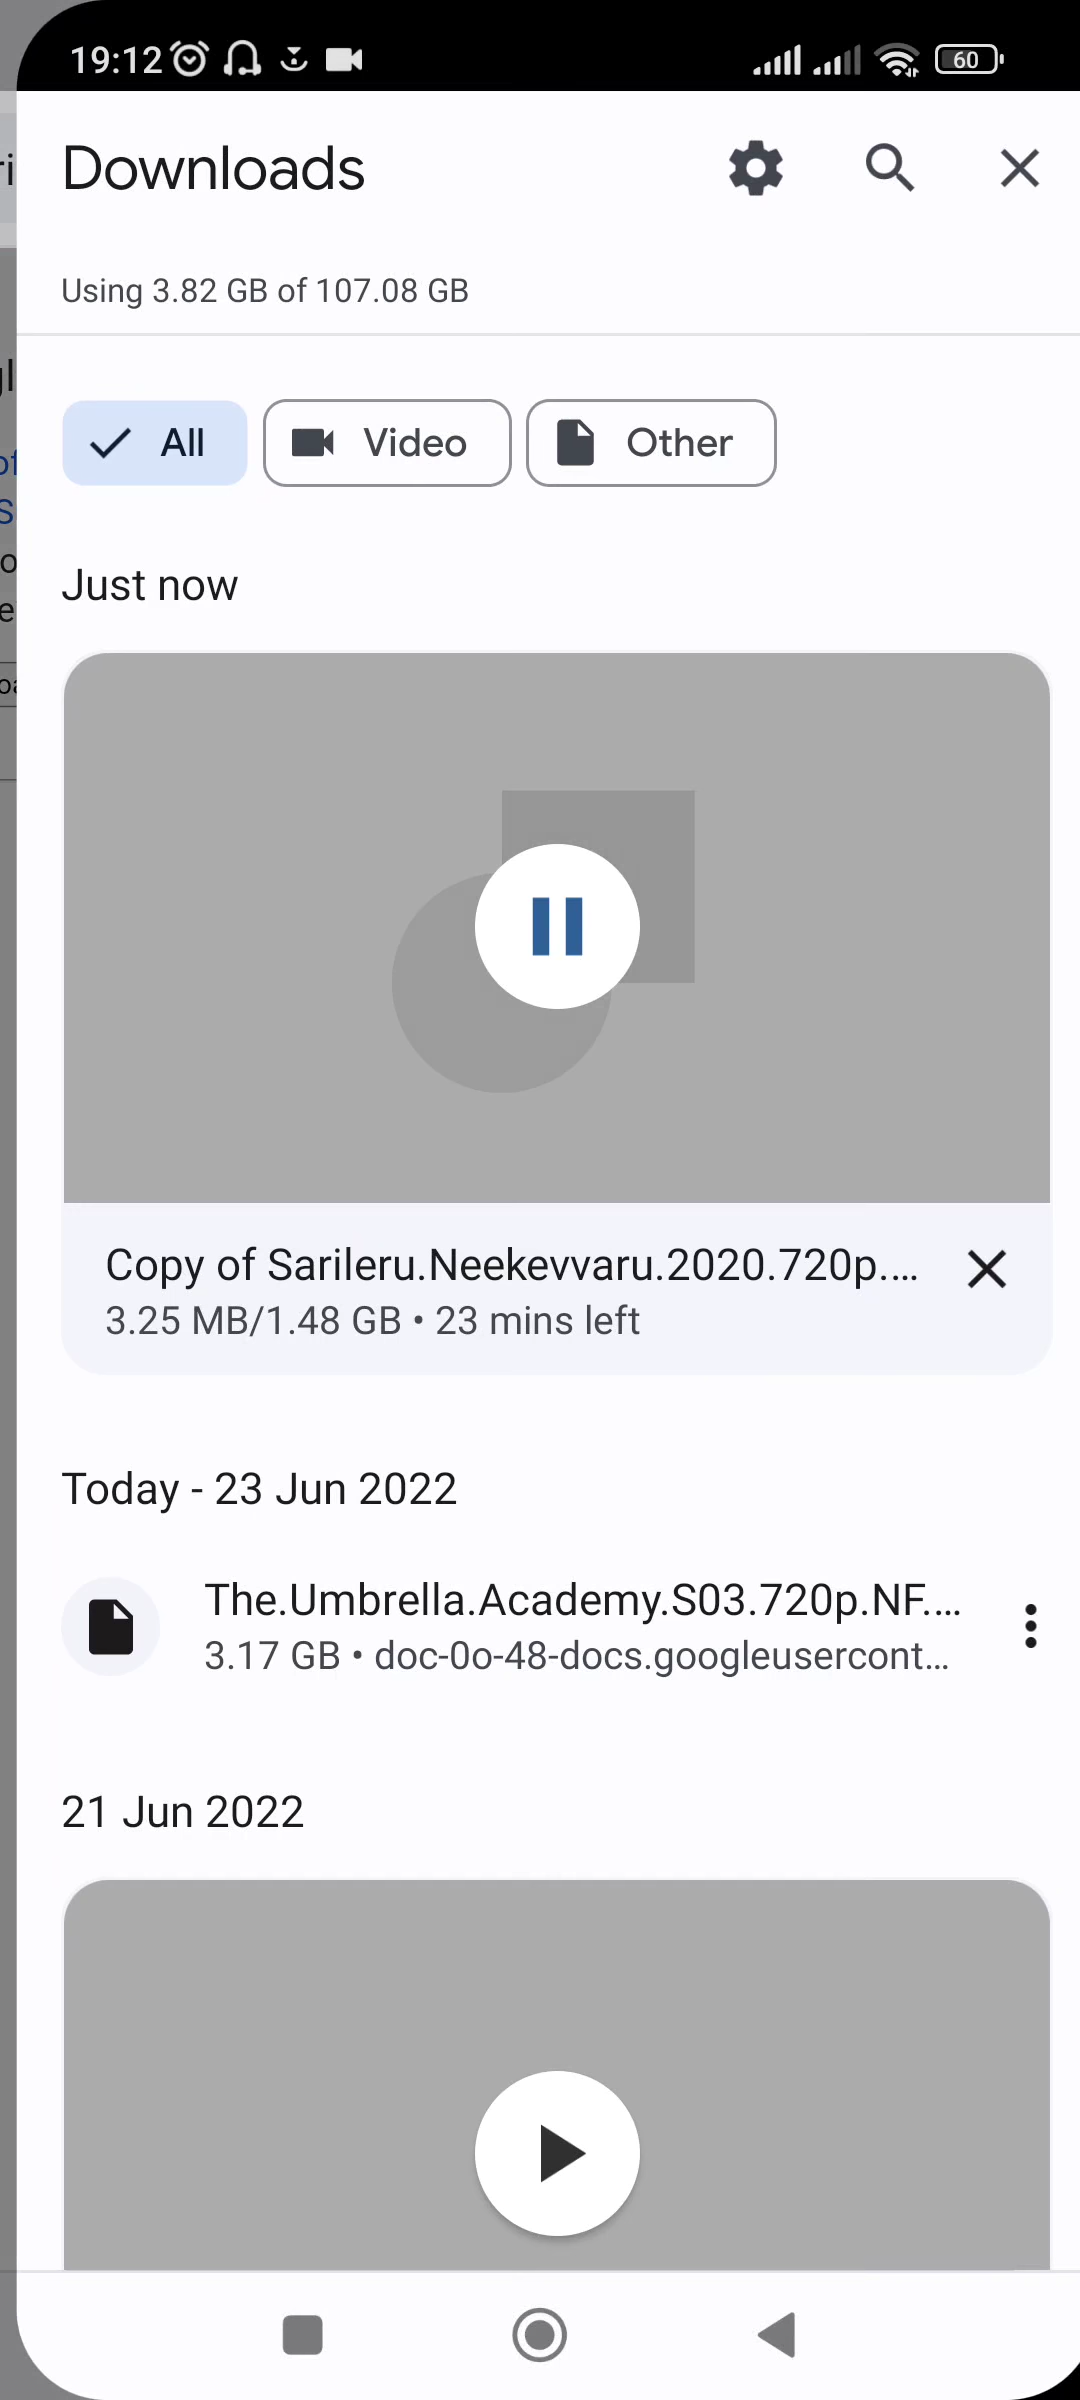 19:12
60
Downloads
Using 3.82 GB of 107.08 GB
All
Video
Other
Just now
Copy of Sarileru.Neekevvaru.2020.720p.…
3.25 MB/1.48 GB • 23 mins left
Today - 23 Jun 2022
The.Umbrella.Academy.S03.720p.NF.…
3.17 GB • doc-0o-48-docs.googleusercont…
21 Jun 2022